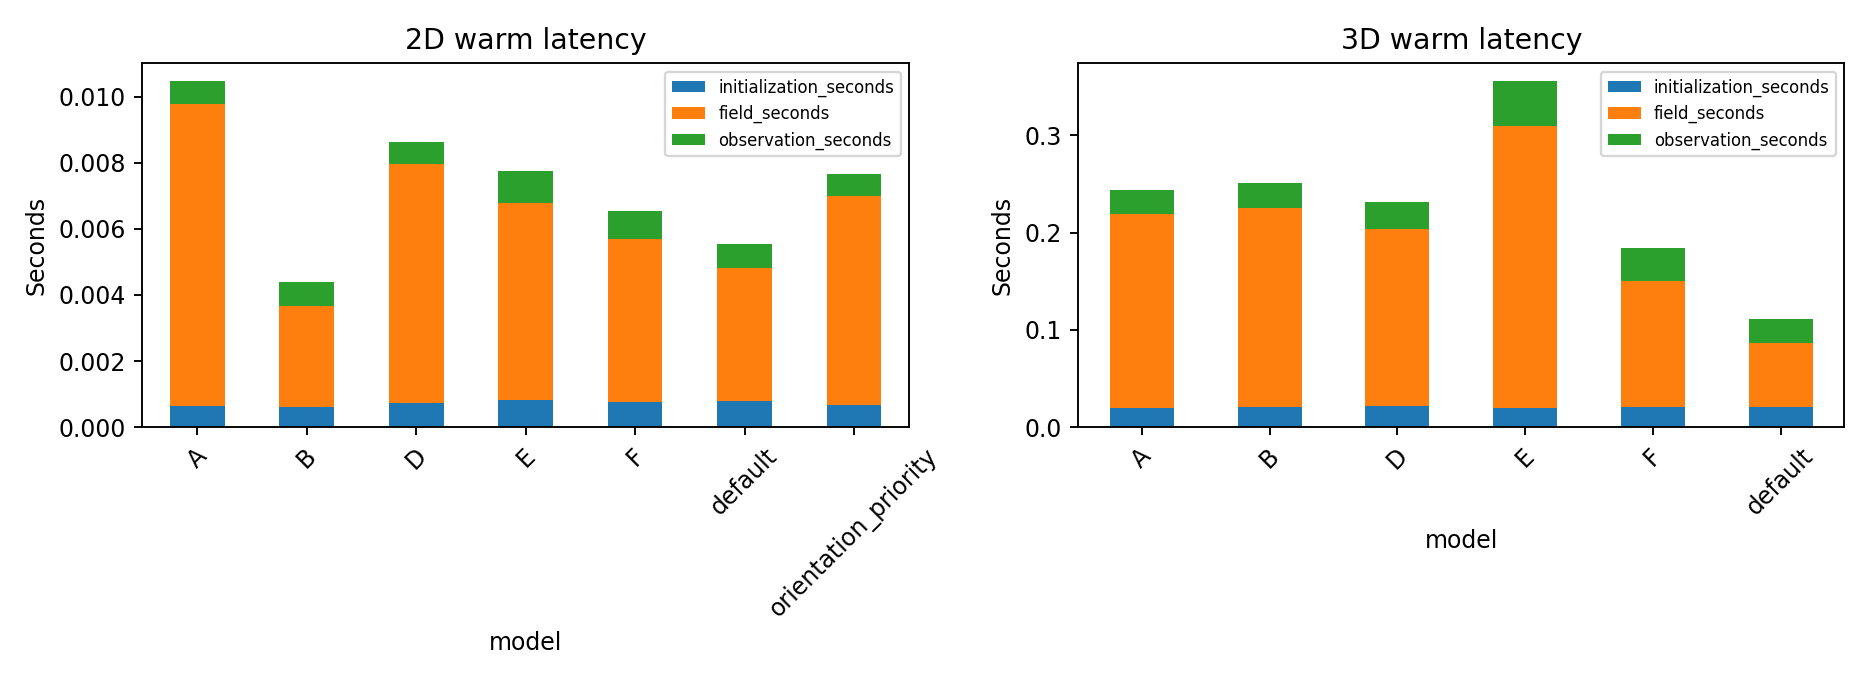 2D warm latency
Seconds
0.010
0.008
0.006
0.004
0.002
0.000
initialization_seconds
field_seconds
observation_seconds
A
B
D
E
F
default
orientation_priority
model
3D warm latency
Seconds
0.3
0.2
0.1
0.0
initialization_seconds
field_seconds
observation_seconds
A
B
D
E
F
default
model